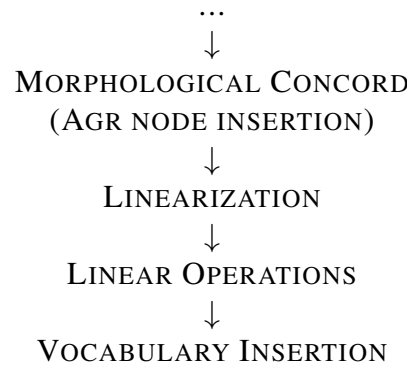 ...
↓
MORPHOLOGICAL CONCORD
(AGR NODE INSERTION)
↓
LINEARIZATION
↓
LINEAR OPERATIONS
↓
VOCABULARY INSERTION